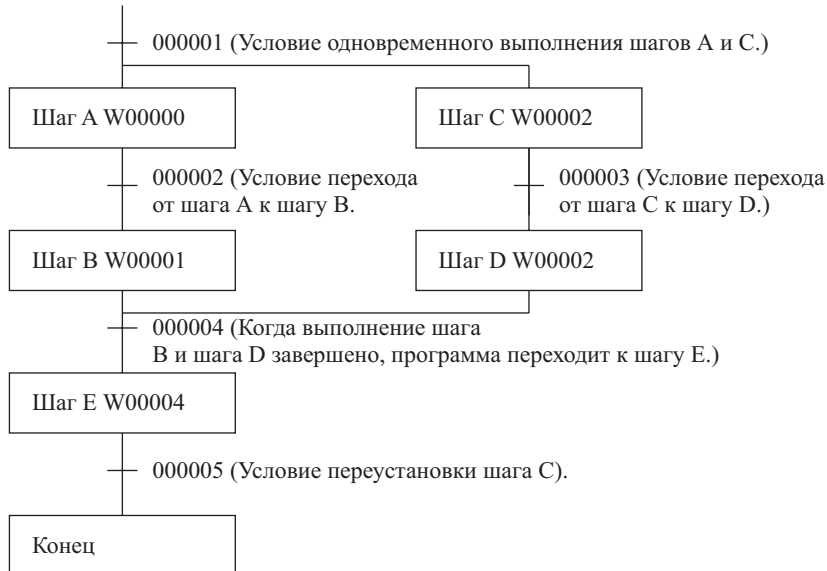 000001 (Условие одновременного выполнения шагов A и C.)
Шаг A W00000
Шаг C W00002
000002 (Условие перехода
от шага A к шагу B.
000003 (Условие перехода
от шага C к шагу D.)
Шаг B W00001
Шаг D W00002
000004 (Когда выполнение шага
B и шага D завершено, программа переходит к шагу E.)
Шаг E W00004
000005 (Условие переустановки шага C).
Конец